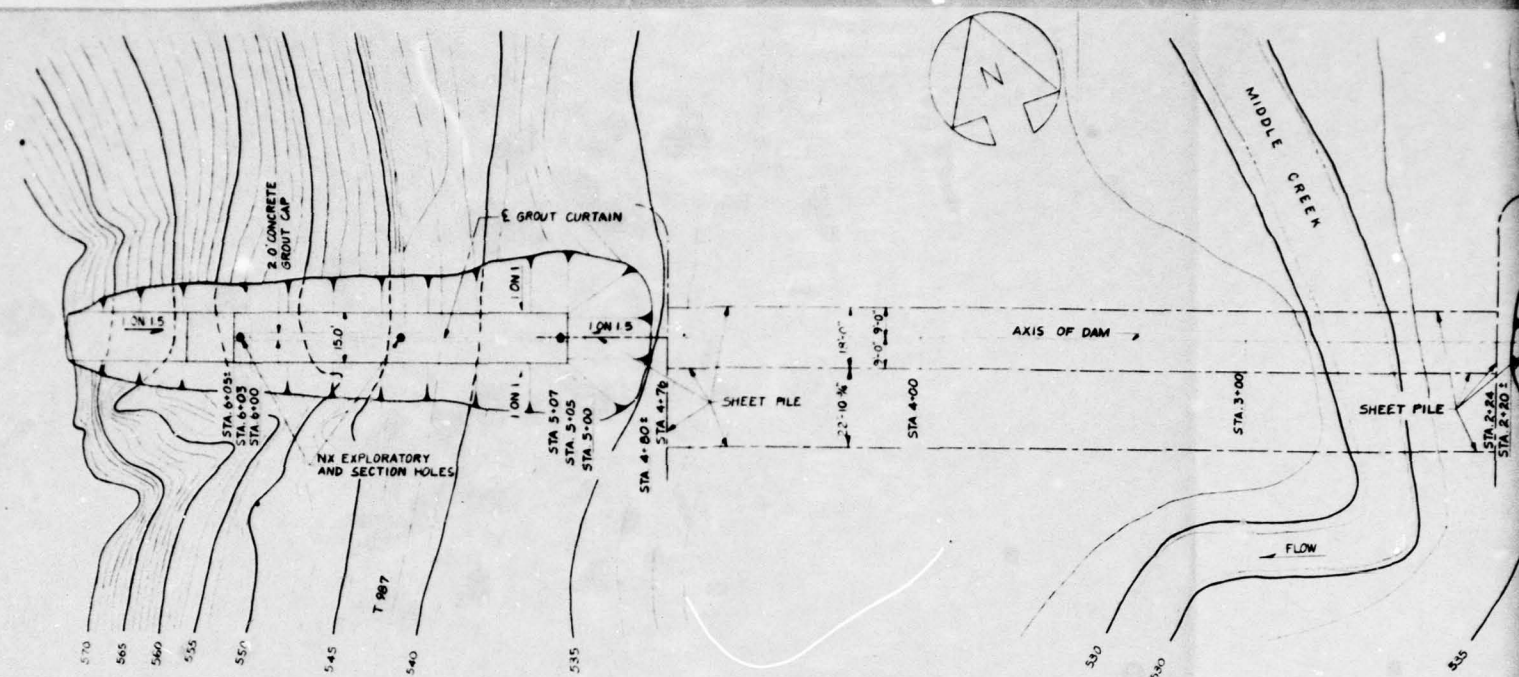 N
MIDDLE CREEK
2.0' CONCRETE
GROUT CAP
℄ GROUT CURTAIN
1 ON 1
1 ON 1.5
15.0'
1 ON 1.5
18'-0"
9'-0"
9'-0"
AXIS OF DAM
1 ON 1
STA. 6+05±
STA. 6+03
STA. 6+00
STA 5+07
STA. 5+05
STA. 5+00
STA. 4+80±
STA 4+76
SHEET PILE
22'-10 ¾"
STA 4+00
STA 3+00
SHEET PILE
STA 2+24
STA 2+20±
NX EXPLORATORY
AND SECTION HOLES
FLOW
T 987
570
565
560
555
550
545
540
535
530
530
535